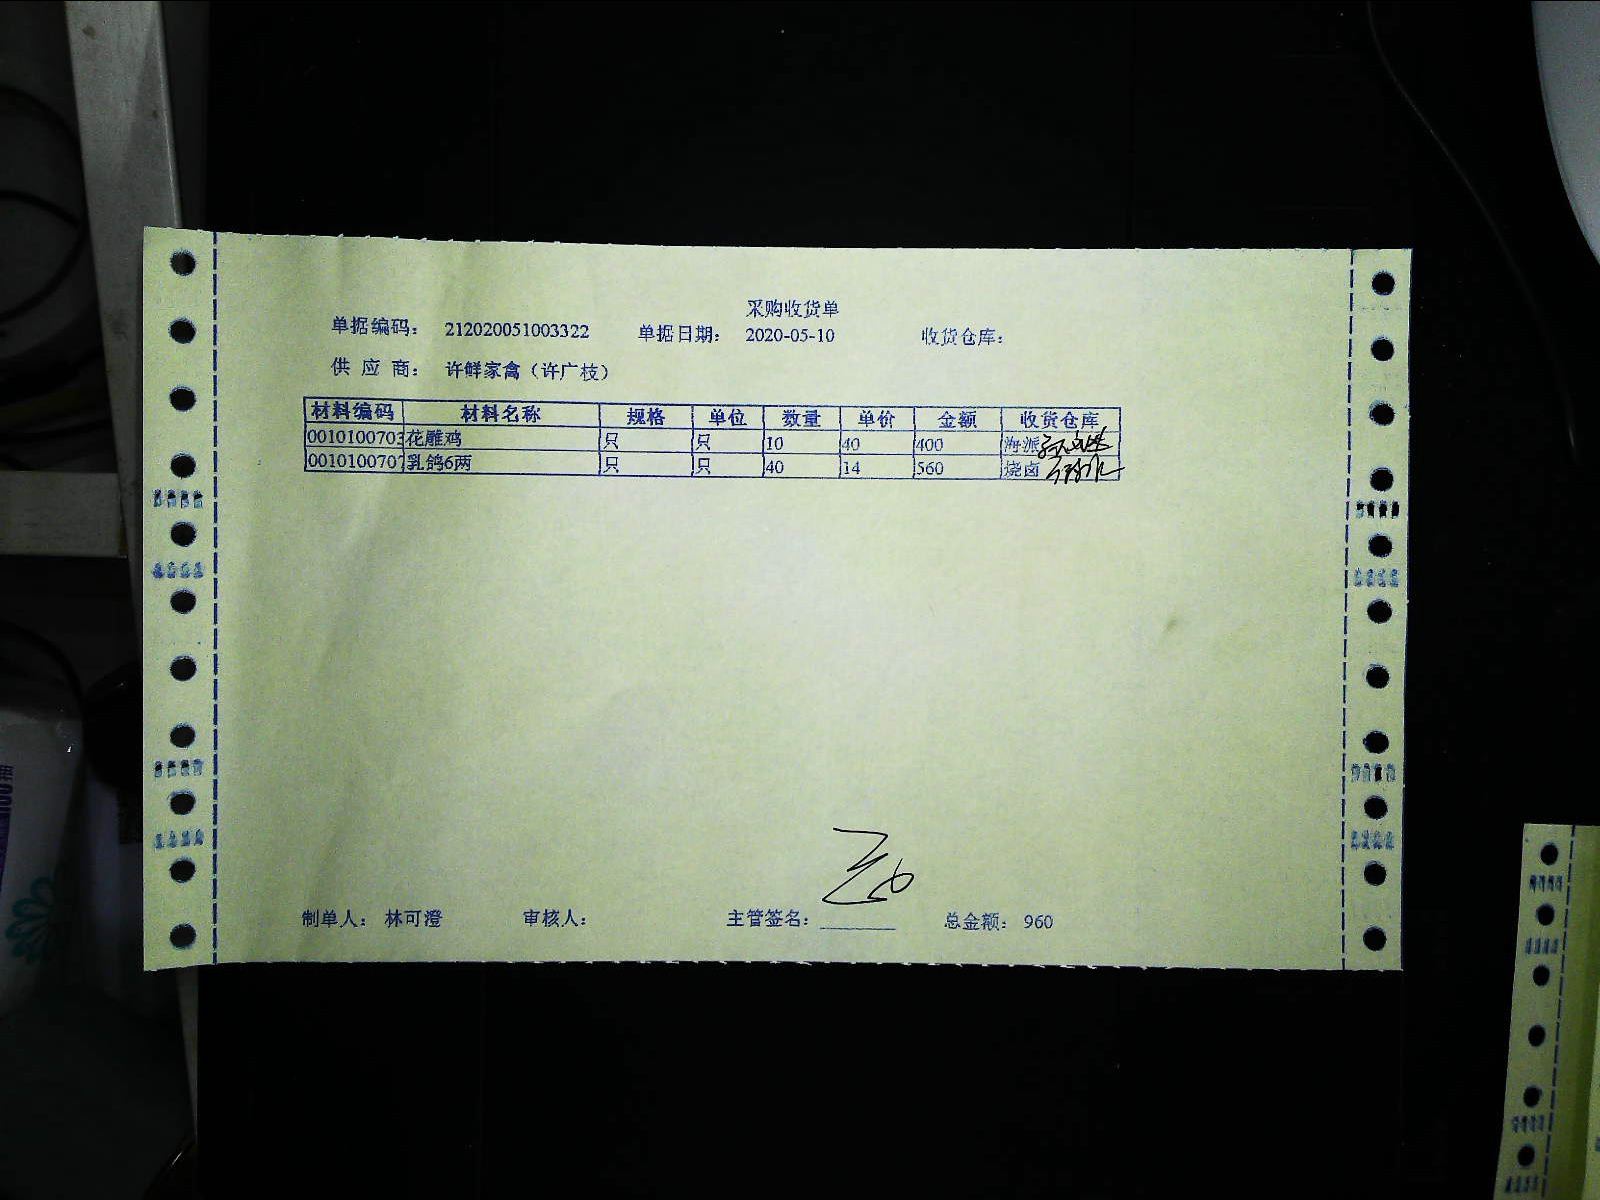 采购收货单
单据编码： 212020051003322 单据日期： 2020-05-10 收货仓库：
供 应 商： 许鲜家禽（许广枝）
材料编码 材料名称 规格 单位 数量 单价 金额 收货仓库
0010100703 花雕鸡 只 只 10 40 400 海派
0010100707 乳鸽6两 只 只 40 14 560 烧卤
制单人： 林可澄 审核人： 主管签名： 总金额： 960